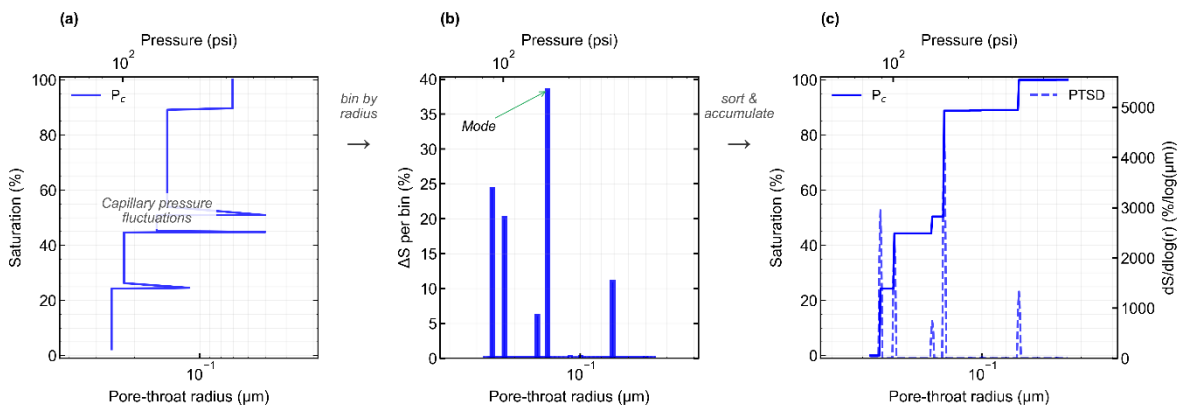 (a)
Pressure (psi)
10²
P_c
Saturation (%)
100
80
60
40
20
0
Capillary pressure
fluctuations
10⁻¹
Pore-throat radius (μm)
bin by
radius
→
(b)
Pressure (psi)
10²
Mode
ΔS per bin (%)
40
35
30
25
20
15
10
5
0
10⁻¹
Pore-throat radius (μm)
sort &
accumulate
→
(c)
Pressure (psi)
10²
P_c
PTSD
Saturation (%)
100
80
60
40
20
0
5000
4000
3000
2000
1000
0
dS/dlog(r) (%/log(μm))
10⁻¹
Pore-throat radius (μm)